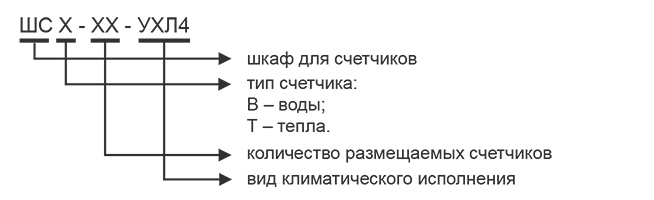 ШС Х - ХХ - УХЛ4
шкаф для счетчиков
тип счетчика:
В – воды;
Т – тепла.
количество размещаемых счетчиков
вид климатического исполнения